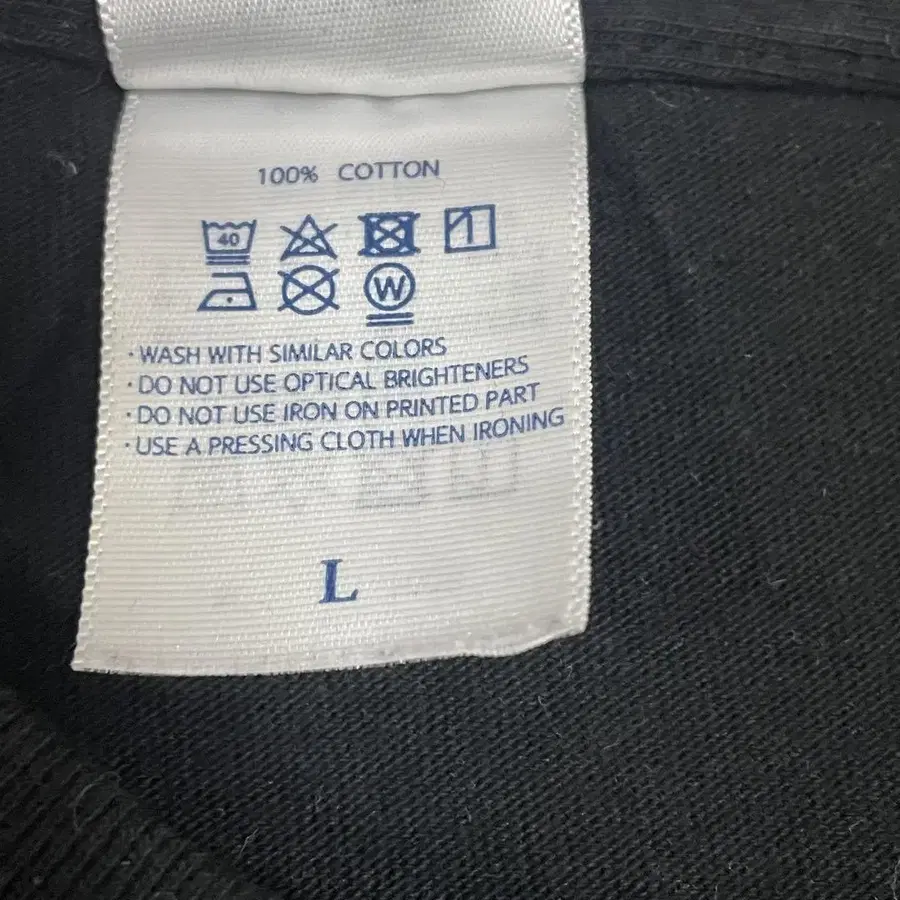 100% COTTON
40
W
· WASH WITH SIMILAR COLORS
· DO NOT USE OPTICAL BRIGHTENERS
· DO NOT USE IRON ON PRINTED PART
· USE A PRESSING CLOTH WHEN IRONING
L